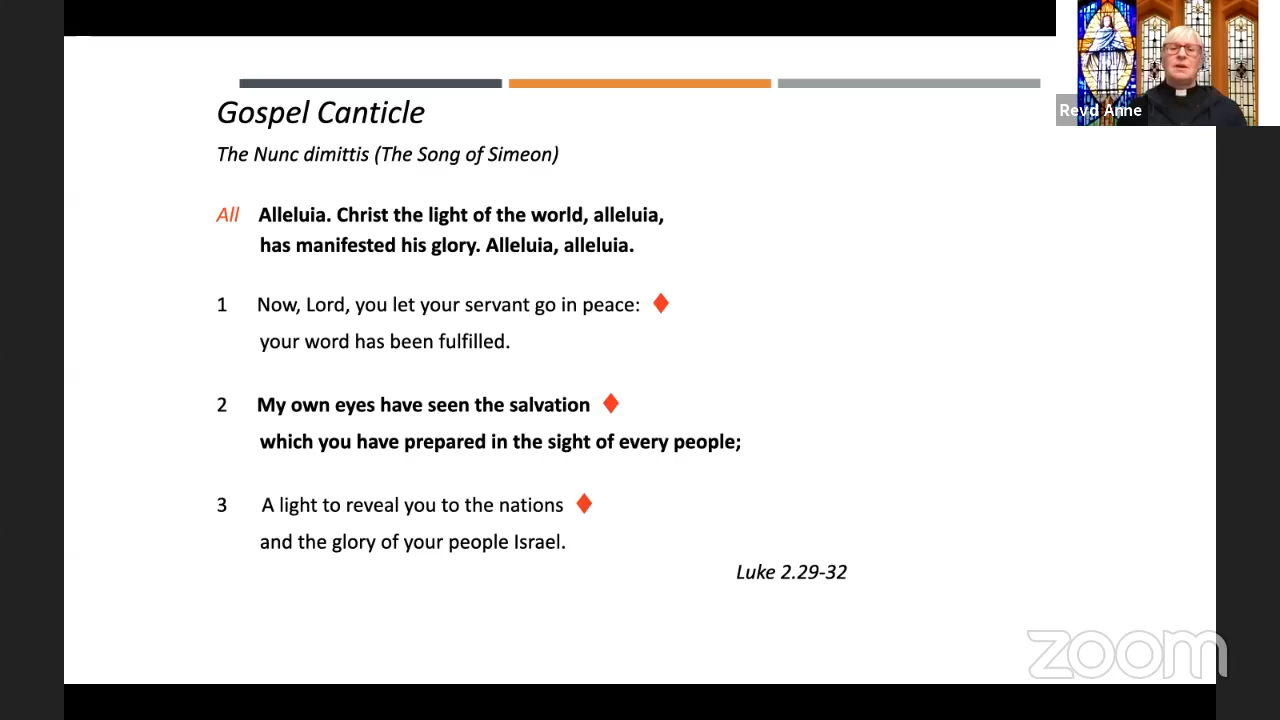 Gospel Canticle
The Nunc dimittis (The Song of Simeon)
All Alleluia. Christ the light of the world, alleluia,
has manifested his glory. Alleluia, alleluia.
1 Now, Lord, you let your servant go in peace: ♦
your word has been fulfilled.
2 My own eyes have seen the salvation ♦
which you have prepared in the sight of every people;
3 A light to reveal you to the nations ♦
and the glory of your people Israel.
Luke 2.29-32
Revd Anne
zoom